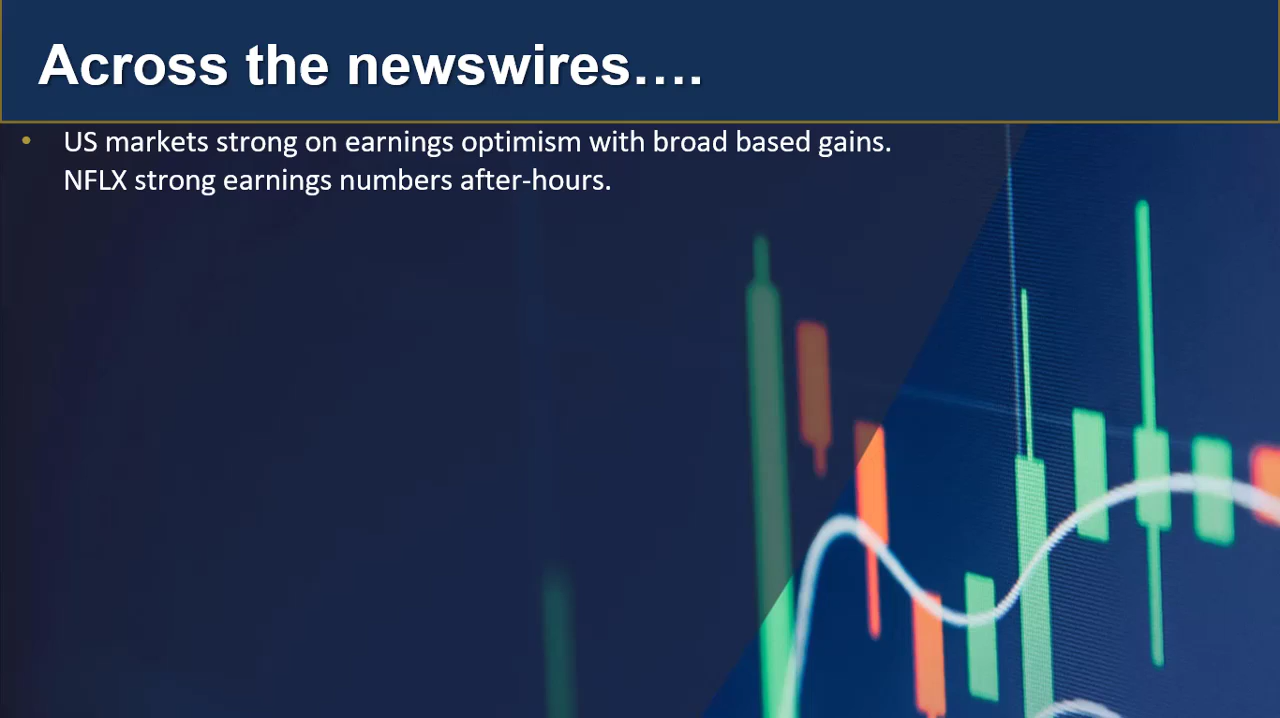 Across the newswires….
• US markets strong on earnings optimism with broad based gains.
NFLX strong earnings numbers after-hours.